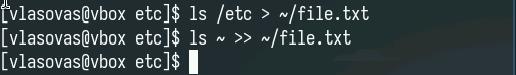 [vlasovas@vbox etc]$ ls /etc > ~/file.txt
[vlasovas@vbox etc]$ ls ~ >> ~/file.txt
[vlasovas@vbox etc]$